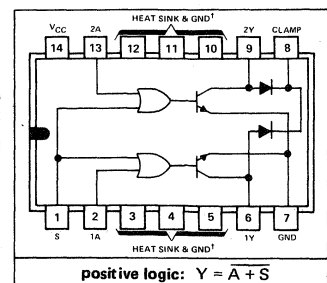 HEAT SINK & GND†
VCC 2A 2Y CLAMP
14 13 12 11 10 9 8
1 2 3 4 5 6 7
S 1A 1Y GND
HEAT SINK & GND†
positive logic: Y = A + S